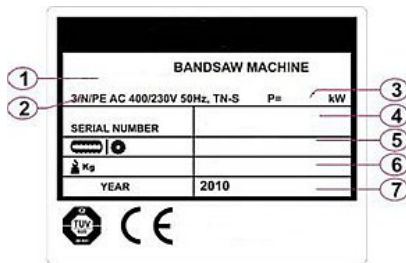 BANDSAW MACHINE
1
3/N/PE AC 400/230V 50Hz, TN-S P= kW
2
3
SERIAL NUMBER
4
5
Kg
6
YEAR 2010
7
TÜV
CE